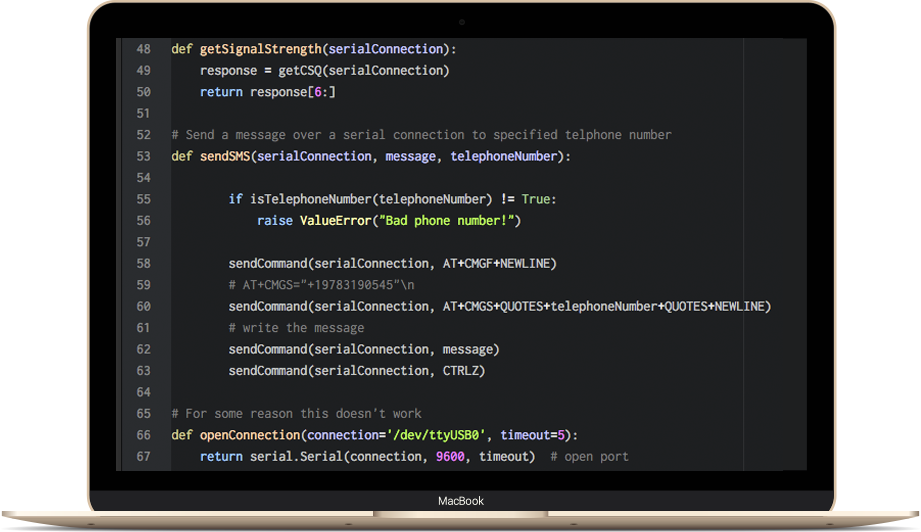 48 def getSignalStrength(serialConnection):
49     response = getCSQ(serialConnection)
50     return response[6:]
51
52 # Send a message over a serial connection to specified telphone number
53 def sendSMS(serialConnection, message, telephoneNumber):
54
55         if isTelephoneNumber(telephoneNumber) != True:
56             raise ValueError("Bad phone number!")
57
58         sendCommand(serialConnection, AT+CMGF+NEWLINE)
59         # AT+CMGS="+19783190545"\n
60         sendCommand(serialConnection, AT+CMGS+QUOTES+telephoneNumber+QUOTES+NEWLINE)
61         # write the message
62         sendCommand(serialConnection, message)
63         sendCommand(serialConnection, CTRLZ)
64
65 # For some reason this doesn't work
66 def openConnection(connection='/dev/ttyUSB0', timeout=5):
67     return serial.Serial(connection, 9600, timeout)  # open port
MacBook